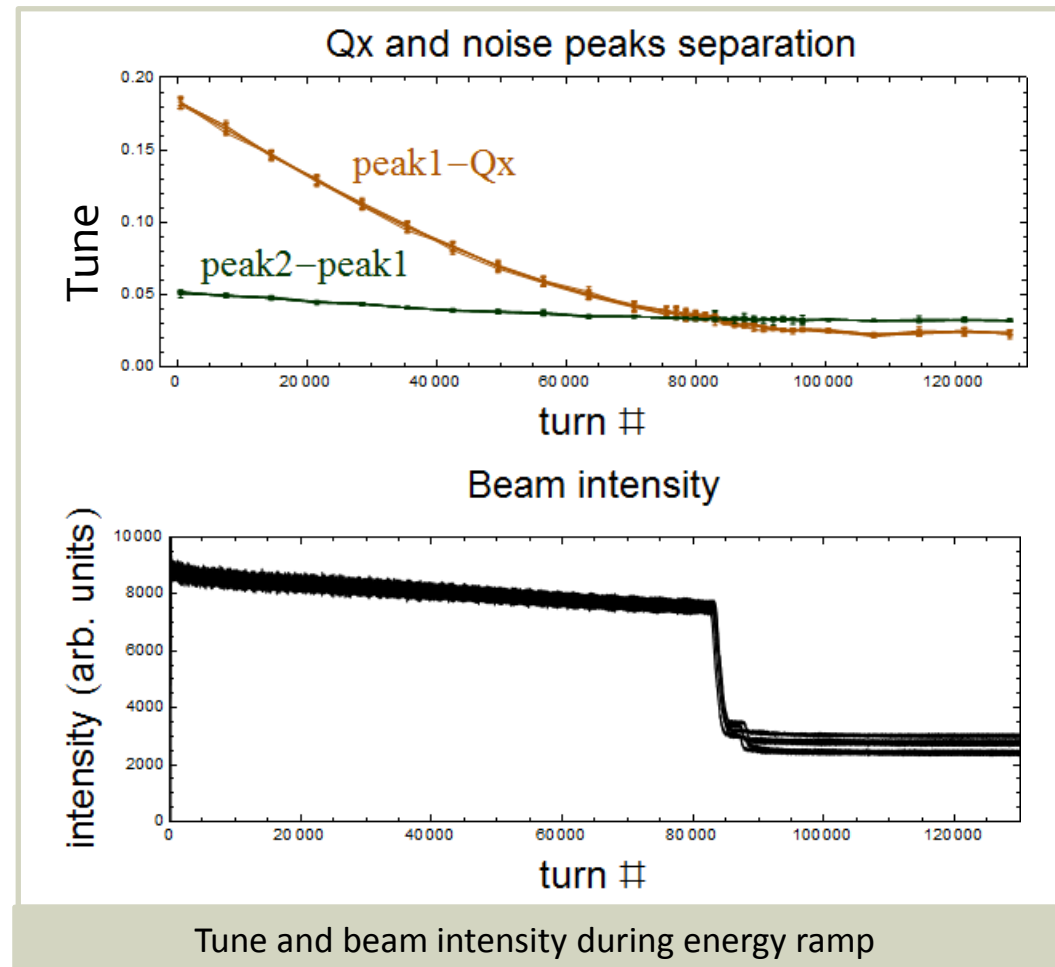 Qx and noise peaks separation
0.20
0.15
0.10
0.05
0.00
Tune
peak1-Qx
peak2-peak1
0 20 000 40 000 60 000 80 000 100 000 120 000
turn #
Beam intensity
10 000
8000
6000
4000
2000
0
intensity (arb. units)
0 20 000 40 000 60 000 80 000 100 000 120 000
turn #
Tune and beam intensity during energy ramp